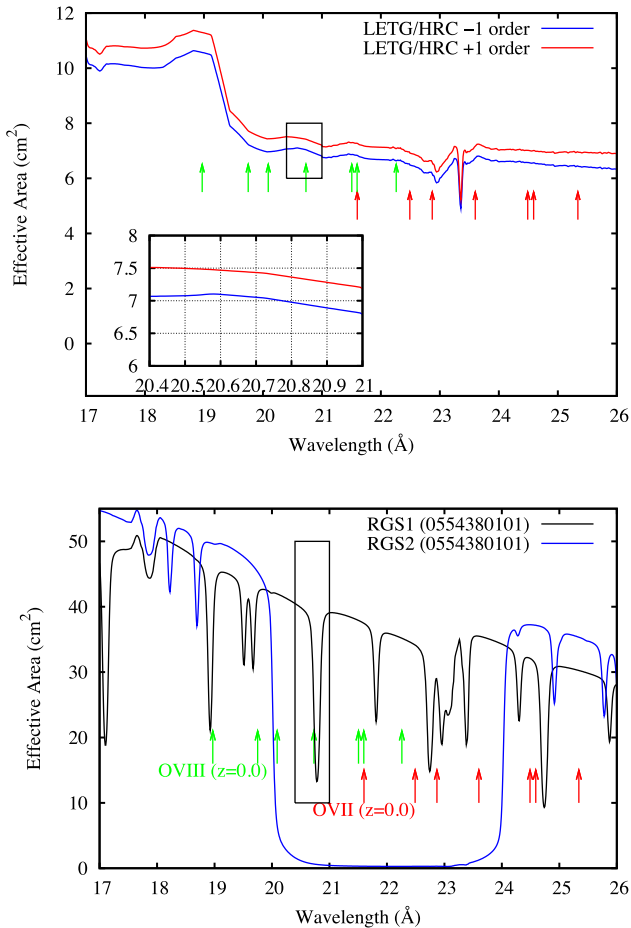 LETG/HRC −1 order
LETG/HRC +1 order
Effective Area (cm²)
12
10
8
6
4
2
0
8
7.5
7
6.5
6
20.4 20.5 20.6 20.7 20.8 20.9 21
17 18 19 20 21 22 23 24 25 26
Wavelength (Å)
RGS1 (0554380101)
RGS2 (0554380101)
Effective Area (cm²)
50
40
30
20
10
0
OVIII (z=0.0)
OVII (z=0.0)
17 18 19 20 21 22 23 24 25 26
Wavelength (Å)